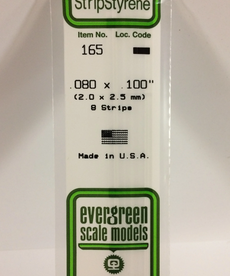 StripStyrene
Item No. Loc. Code
165
.080 x .100"
(2.0 x 2.5 mm)
8 Strips
Made in U.S.A.
evergreen
scale models